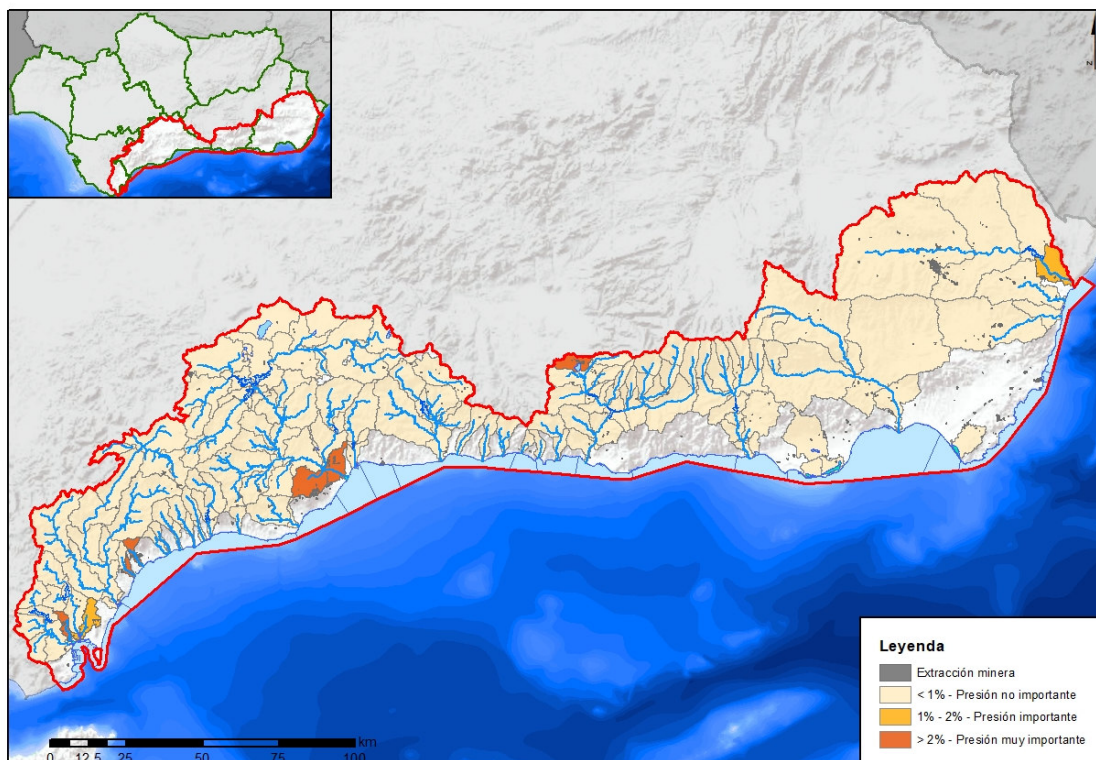 N
Leyenda
Extracción minera
< 1% - Presión no importante
1% - 2% - Presión importante
> 2% - Presión muy importante
km
0 12,5 25 50 75 100